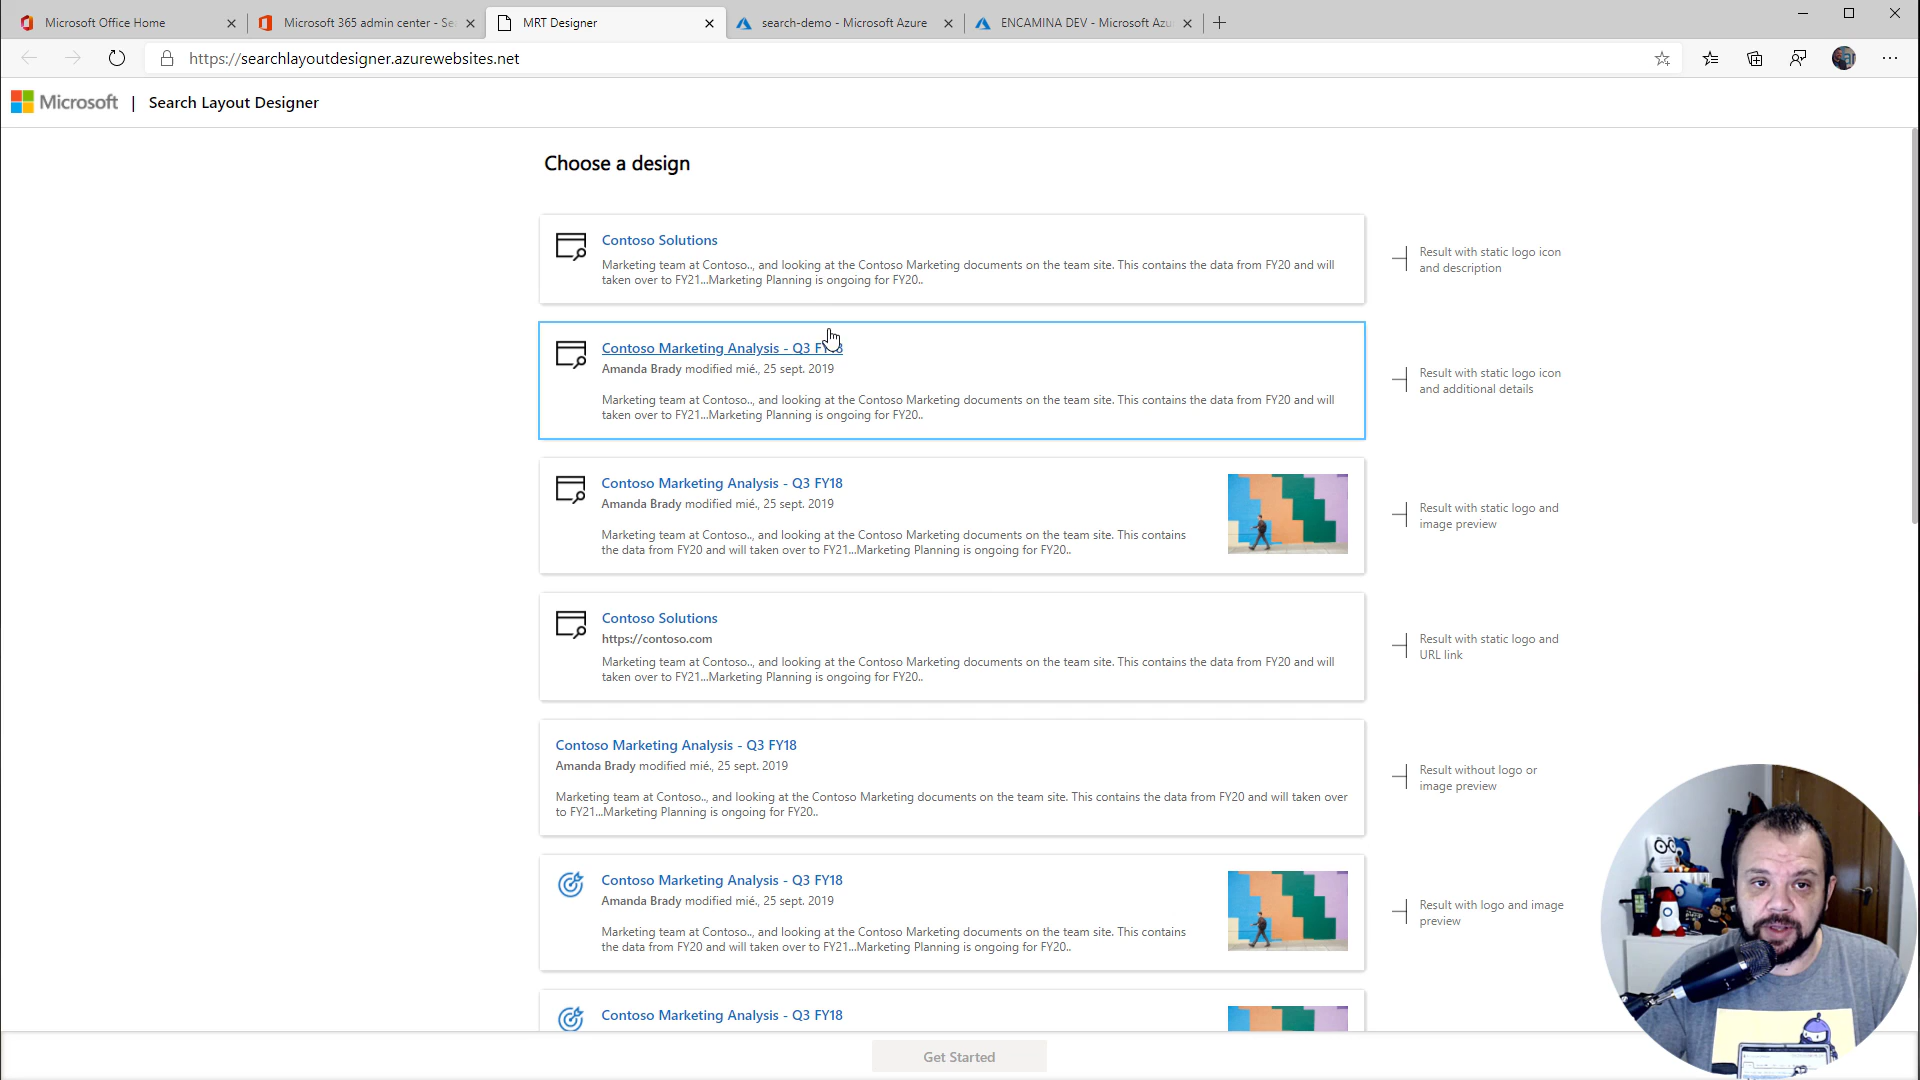 Microsoft Office Home
Microsoft 365 admin center - Se
MRT Designer
search-demo - Microsoft Azure
ENCAMINA DEV - Microsoft Azu
https://searchlayoutdesigner.azurewebsites.net
Microsoft | Search Layout Designer
Choose a design
Contoso Solutions
Marketing team at Contoso.., and looking at the Contoso Marketing documents on the team site. This contains the data from FY20 and will
taken over to FY21...Marketing Planning is ongoing for FY20..
Result with static logo icon
and description
Contoso Marketing Analysis - Q3 FY18
Amanda Brady modified mié., 25 sept. 2019
Marketing team at Contoso.., and looking at the Contoso Marketing documents on the team site. This contains the data from FY20 and will
taken over to FY21...Marketing Planning is ongoing for FY20..
Result with static logo icon
and additional details
Contoso Marketing Analysis - Q3 FY18
Amanda Brady modified mié., 25 sept. 2019
Marketing team at Contoso.., and looking at the Contoso Marketing documents on the team site. This contains
the data from FY20 and will taken over to FY21...Marketing Planning is ongoing for FY20..
Result with static logo and
image preview
Contoso Solutions
https://contoso.com
Marketing team at Contoso.., and looking at the Contoso Marketing documents on the team site. This contains the data from FY20 and will
taken over to FY21...Marketing Planning is ongoing for FY20..
Result with static logo and
URL link
Contoso Marketing Analysis - Q3 FY18
Amanda Brady modified mié., 25 sept. 2019
Marketing team at Contoso.., and looking at the Contoso Marketing documents on the team site. This contains the data from FY20 and will taken over
to FY21...Marketing Planning is ongoing for FY20..
Result without logo or
image preview
Contoso Marketing Analysis - Q3 FY18
Amanda Brady modified mié., 25 sept. 2019
Marketing team at Contoso.., and looking at the Contoso Marketing documents on the team site. This contains
the data from FY20 and will taken over to FY21...Marketing Planning is ongoing for FY20..
Result with logo and image
preview
Contoso Marketing Analysis - Q3 FY18
Get Started